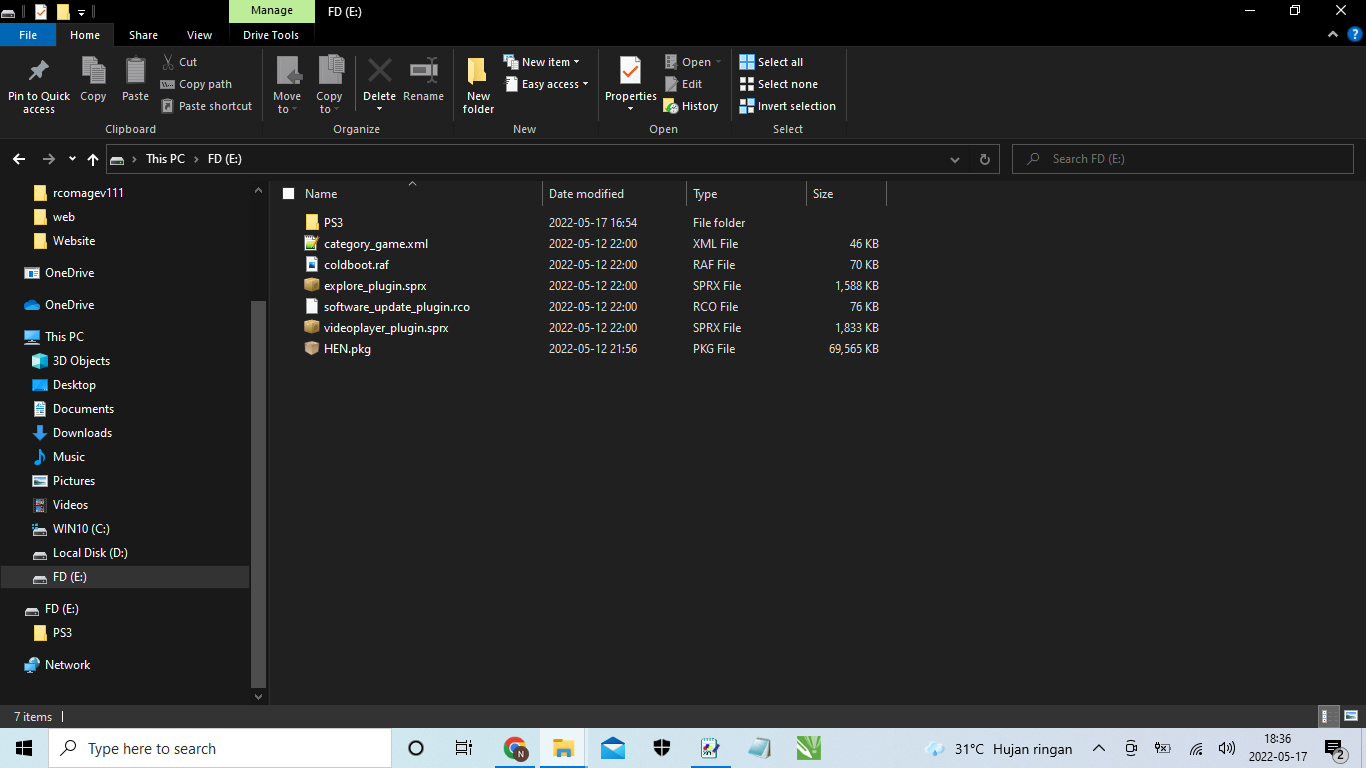 Manage FD (E:)
File Home Share View Drive Tools
Pin to Quick access
Copy
Paste
Cut
Copy path
Paste shortcut
Clipboard
Move to
Copy to
Delete
Rename
Organize
New folder
New item
Easy access
New
Properties
Open
Edit
History
Open
Select all
Select none
Invert selection
Select
This PC FD (E:)
Search FD (E:)
rcomagev111
web
Website
OneDrive
OneDrive
This PC
3D Objects
Desktop
Documents
Downloads
Music
Pictures
Videos
WIN10 (C:)
Local Disk (D:)
FD (E:)
FD (E:)
PS3
Network
Name Date modified Type Size
PS3 2022-05-17 16:54 File folder
category_game.xml 2022-05-12 22:00 XML File 46 KB
coldboot.raf 2022-05-12 22:00 RAF File 70 KB
explore_plugin.sprx 2022-05-12 22:00 SPRX File 1,588 KB
software_update_plugin.rco 2022-05-12 22:00 RCO File 76 KB
videoplayer_plugin.sprx 2022-05-12 22:00 SPRX File 1,833 KB
HEN.pkg 2022-05-12 21:56 PKG File 69,565 KB
7 items
Type here to search
N
31°C Hujan ringan
18:36
2022-05-17
2